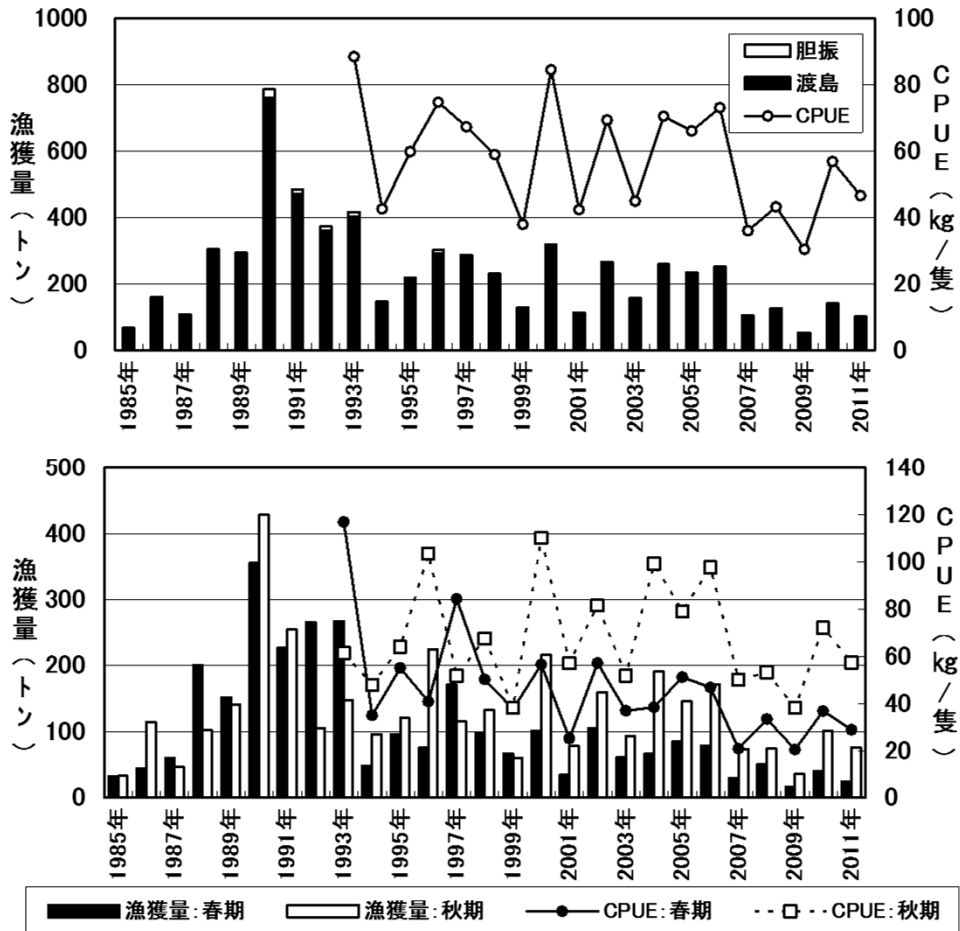 漁獲量(トン)
1000
800
600
400
200
0
100
80
60
40
20
0
CPUE(kg/隻)
胆振
渡島
CPUE
1985年
1987年
1989年
1991年
1993年
1995年
1997年
1999年
2001年
2003年
2005年
2007年
2009年
2011年
漁獲量(トン)
500
400
300
200
100
0
140
120
100
80
60
40
20
0
CPUE(kg/隻)
1985年
1987年
1989年
1991年
1993年
1995年
1997年
1999年
2001年
2003年
2005年
2007年
2009年
2011年
漁獲量:春期
漁獲量:秋期
CPUE:春期
CPUE:秋期